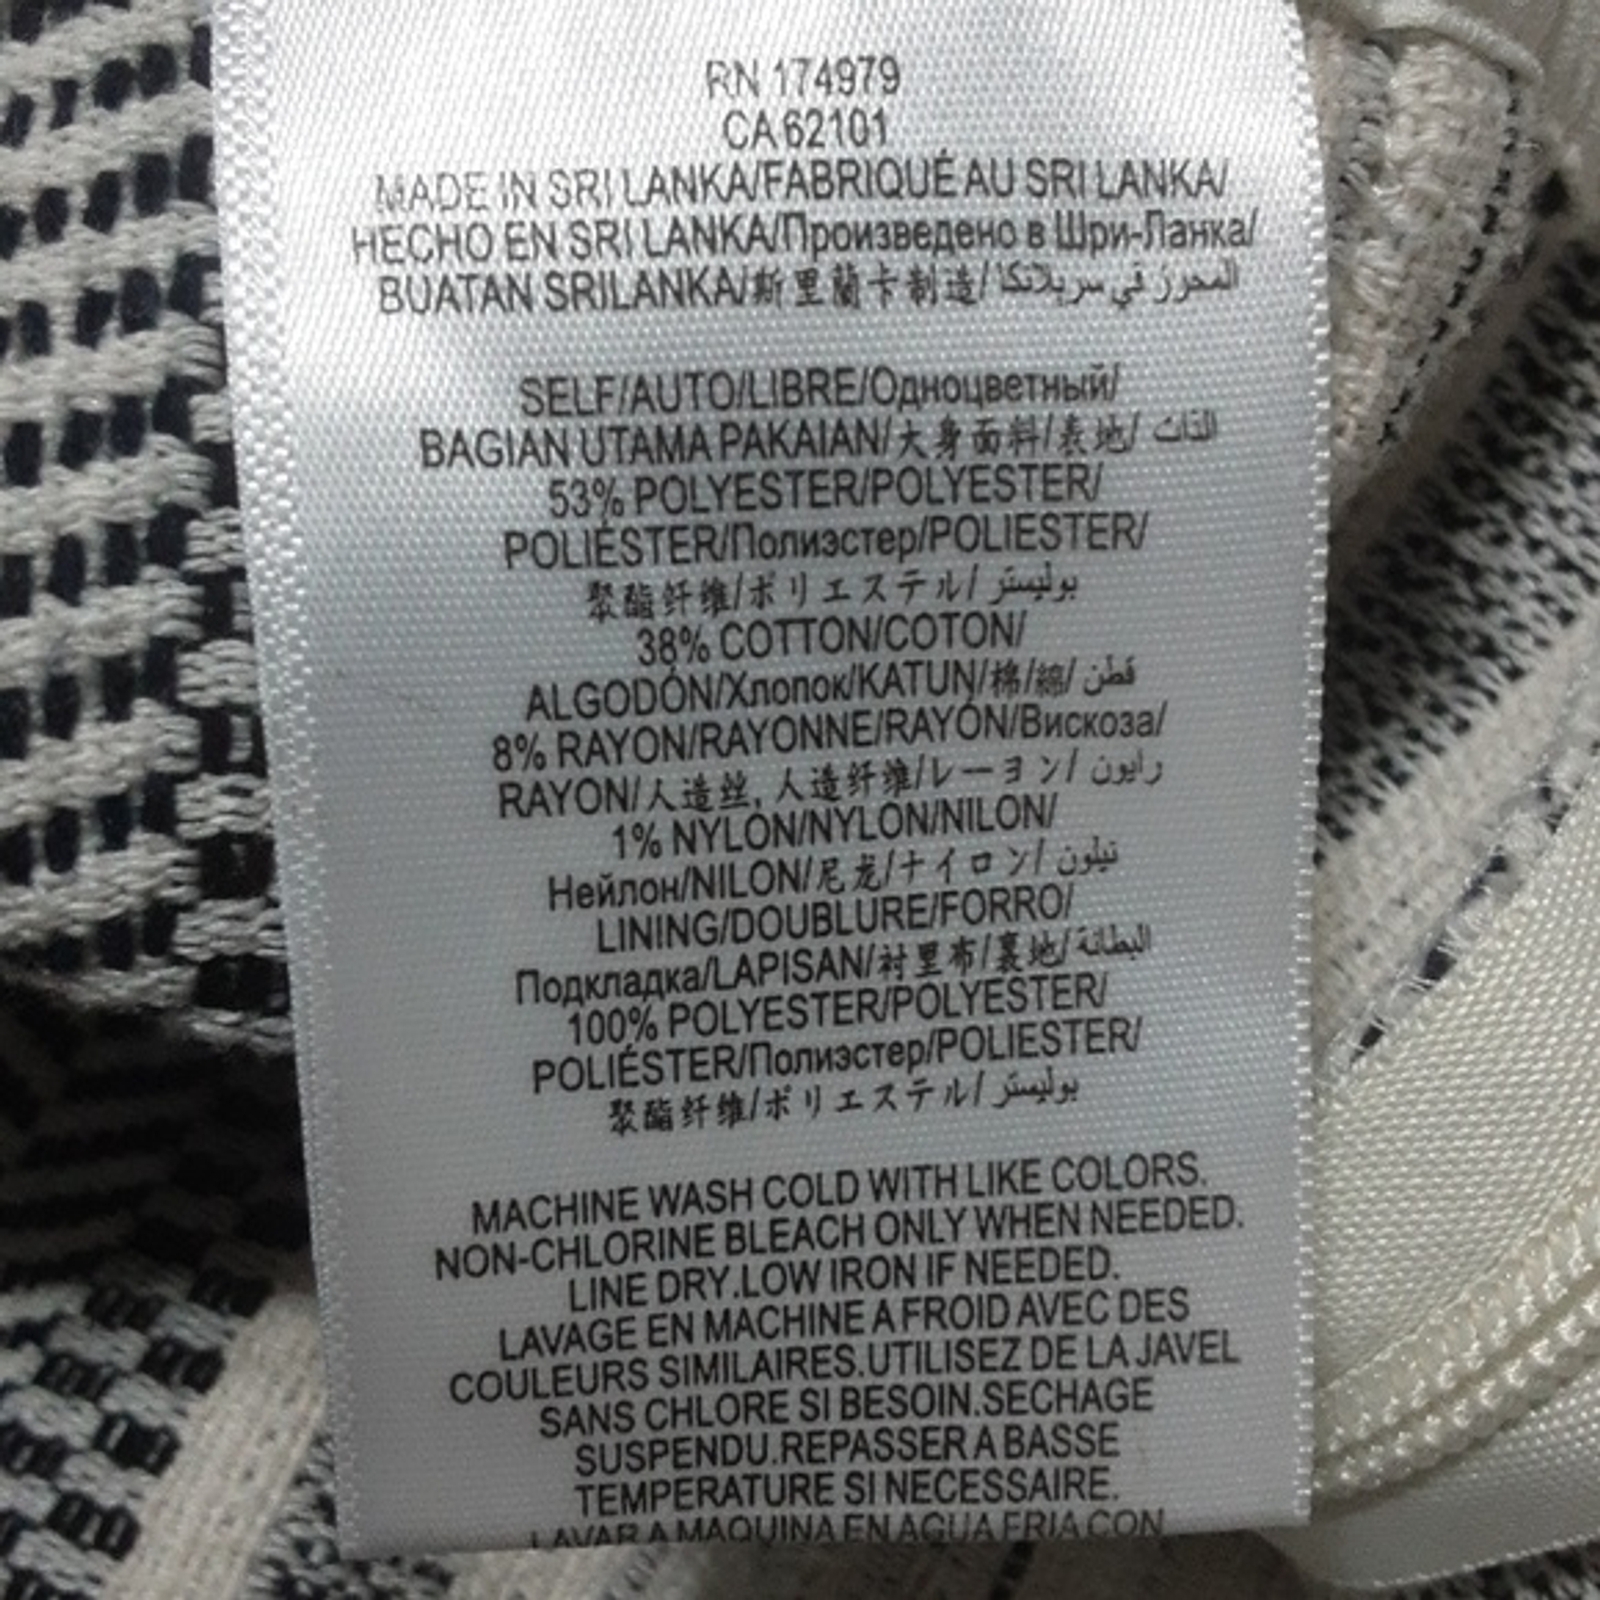 RN 174979
CA 62101
MADE IN SRI LANKA/FABRIQUÉ AU SRI LANKA/
HECHO EN SRI LANKA/Произведено в Шри-Ланка/
BUATAN SRILANKA/斯里蘭卡制造/المحرز في سريلانكا
SELF/AUTO/LIBRE/Одноцветный/
BAGIAN UTAMA PAKAIAN/大身面料/表地/الذات
53% POLYESTER/POLYESTER/
POLIÉSTER/Полиэстер/POLIESTER/
聚酯纤维/ポリエステル/بوليستر
38% COTTON/COTON/
ALGODÓN/Хлопок/KATUN/棉/綿/قطن
8% RAYON/RAYONNE/RAYÓN/Вискоза/
RAYON/人造丝, 人造纤维/レーヨン/رايون
1% NYLON/NYLON/NILON/
Нейлон/NILON/尼龙/ナイロン/نيلون
LINING/DOUBLURE/FORRO/
Подкладка/LAPISAN/衬里布/裏地/البطانة
100% POLYESTER/POLYESTER/
POLIÉSTER/Полиэстер/POLIESTER/
聚酯纤维/ポリエステル/بوليستر
MACHINE WASH COLD WITH LIKE COLORS.
NON-CHLORINE BLEACH ONLY WHEN NEEDED.
LINE DRY.LOW IRON IF NEEDED.
LAVAGE EN MACHINE A FROID AVEC DES
COULEURS SIMILAIRES.UTILISEZ DE LA JAVEL
SANS CHLORE SI BESOIN.SECHAGE
SUSPENDU.REPASSER A BASSE
TEMPERATURE SI NECESSAIRE.
LAVAR A MAQUINA EN AGUA FRIA CON